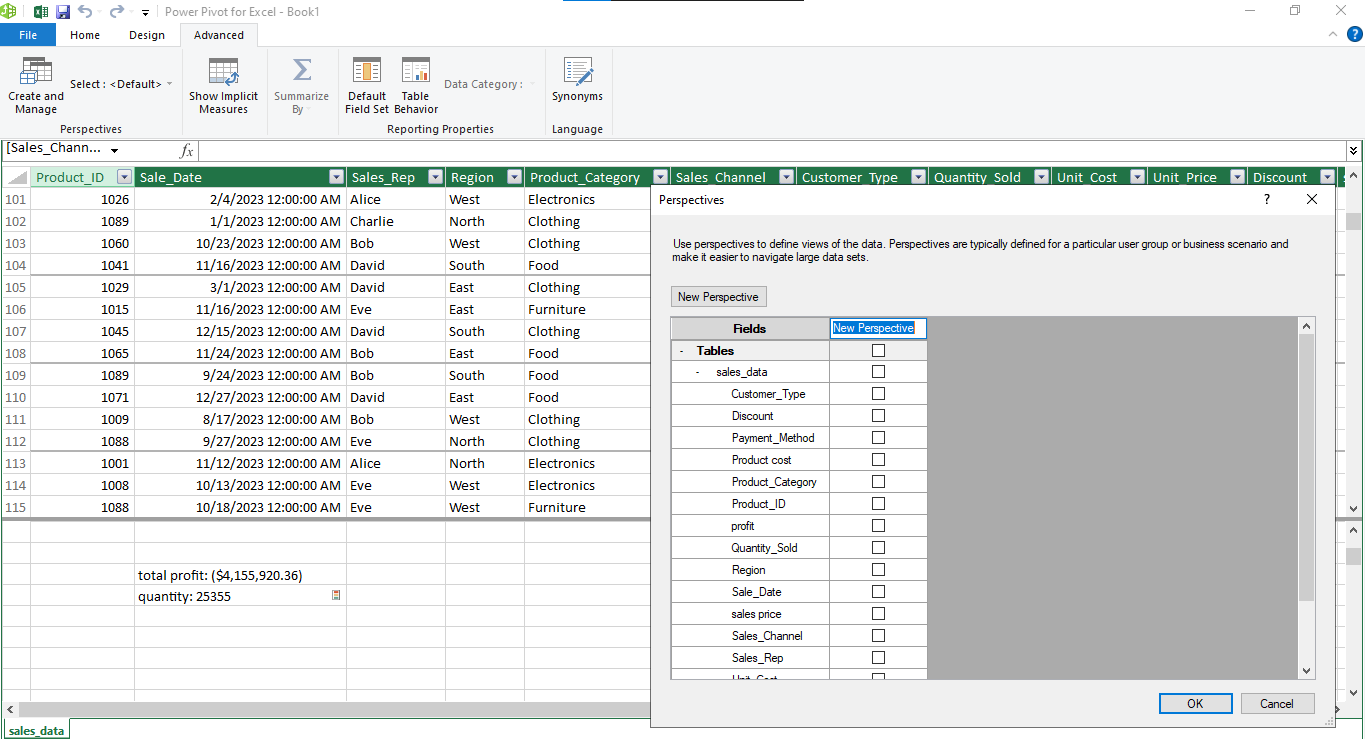 Power Pivot for Excel - Book1
File Home Design Advanced
Create and Manage
Select : <Default>
Perspectives
Show Implicit Measures
Summarize By
Default Field Set
Table Behavior
Data Category :
Reporting Properties
Synonyms
Language
[Sales_Chann... fx
Product_ID Sale_Date Sales_Rep Region Product_Category Sales_Channel Customer_Type Quantity_Sold Unit_Cost Unit_Price Discount
101 1026 2/4/2023 12:00:00 AM Alice West Electronics
102 1089 1/1/2023 12:00:00 AM Charlie North Clothing
103 1060 10/23/2023 12:00:00 AM Bob West Clothing
104 1041 11/16/2023 12:00:00 AM David South Food
105 1029 3/1/2023 12:00:00 AM David East Clothing
106 1015 11/16/2023 12:00:00 AM Eve East Furniture
107 1045 12/15/2023 12:00:00 AM David South Clothing
108 1065 11/24/2023 12:00:00 AM Bob East Food
109 1089 9/24/2023 12:00:00 AM Bob South Food
110 1071 12/27/2023 12:00:00 AM David East Food
111 1009 8/17/2023 12:00:00 AM Bob West Clothing
112 1088 9/27/2023 12:00:00 AM Eve North Clothing
113 1001 11/12/2023 12:00:00 AM Alice North Electronics
114 1008 10/13/2023 12:00:00 AM Eve West Electronics
115 1088 10/18/2023 12:00:00 AM Eve West Furniture
total profit: ($4,155,920.36)
quantity: 25355
sales_data
Perspectives ?
Use perspectives to define views of the data. Perspectives are typically defined for a particular user group or business scenario and
make it easier to navigate large data sets.
New Perspective
Fields New Perspective
- Tables
- sales_data
Customer_Type
Discount
Payment_Method
Product cost
Product_Category
Product_ID
profit
Quantity_Sold
Region
Sale_Date
sales price
Sales_Channel
Sales_Rep
Unit_Cost
OK Cancel